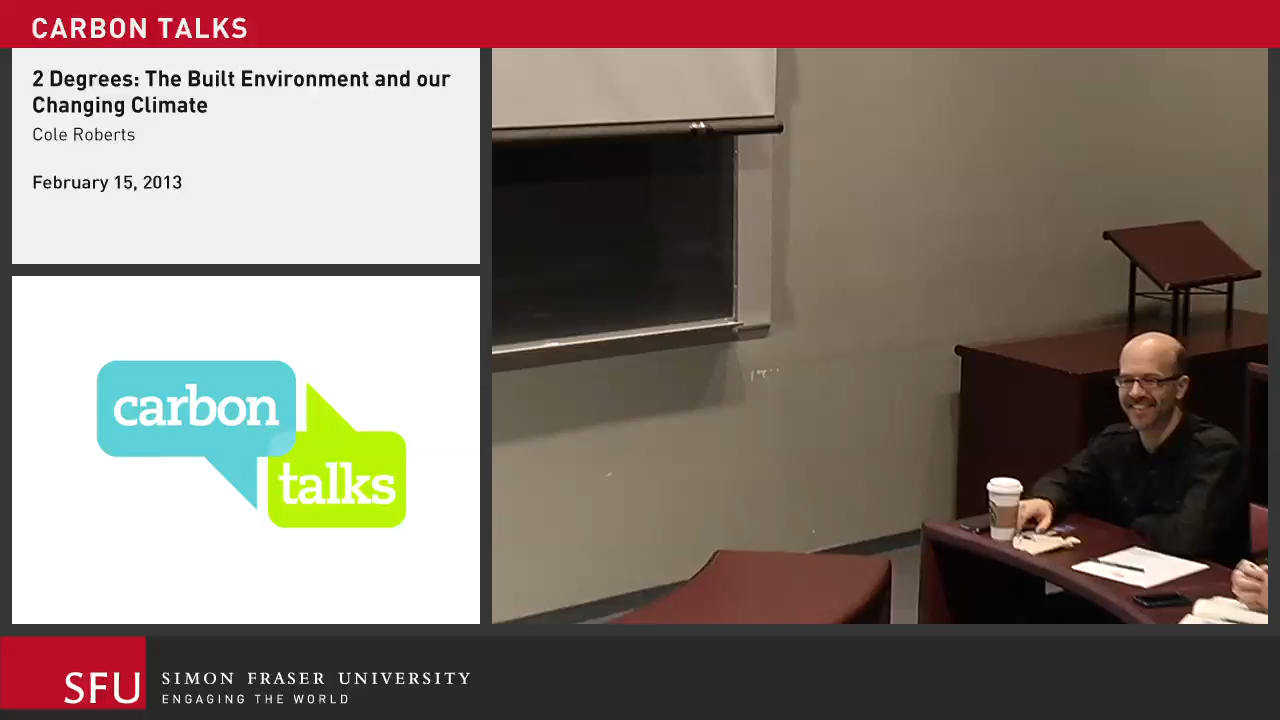 CARBON TALKS
2 Degrees: The Built Environment and our
Changing Climate
Cole Roberts
February 15, 2013
carbon
talks
SFU
SIMON FRASER UNIVERSITY
ENGAGING THE WORLD